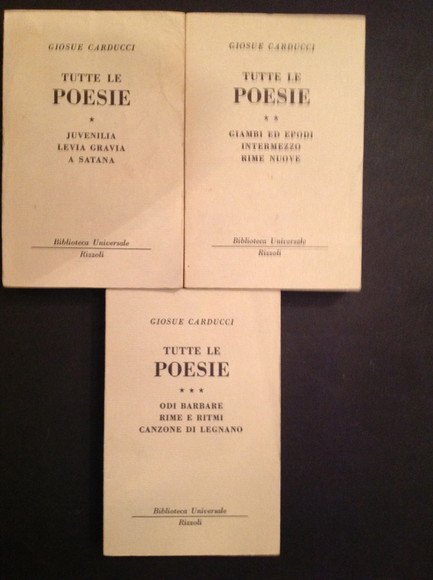 GIOSUE CARDUCCI
TUTTE LE
POESIE
★
JUVENILIA
LEVIA GRAVIA
A SATANA
Biblioteca Universale
Rizzoli
GIOSUE CARDUCCI
TUTTE LE
POESIE
★ ★
GIAMBI ED EPODI
INTERMEZZO
RIME NUOVE
Biblioteca Universale
Rizzoli
GIOSUE CARDUCCI
TUTTE LE
POESIE
★ ★ ★
ODI BARBARE
RIME E RITMI
CANZONE DI LEGNANO
Biblioteca Universale
Rizzoli